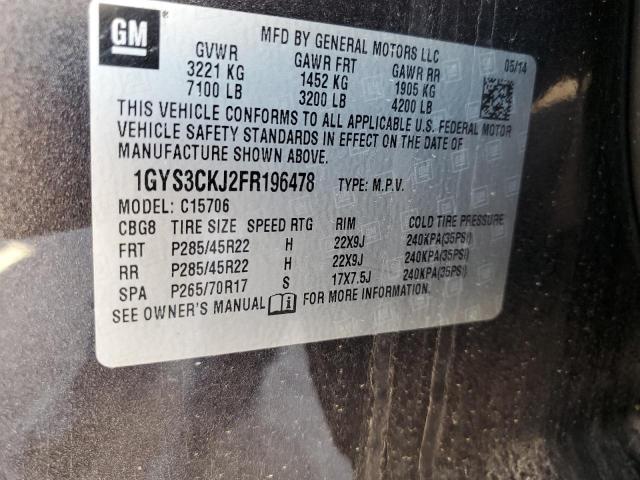 GM
MFD BY GENERAL MOTORS LLC
GVWR GAWR FRT GAWR RR 05/14
3221 KG 1452 KG 1905 KG
7100 LB 3200 LB 4200 LB
THIS VEHICLE CONFORMS TO ALL APPLICABLE U.S. FEDERAL MOTOR
VEHICLE SAFETY STANDARDS IN EFFECT ON THE DATE OF
MANUFACTURE SHOWN ABOVE.
1GYS3CKJ2FR196478 TYPE: M.P.V.
MODEL: C15706
CBG8 TIRE SIZE SPEED RTG RIM COLD TIRE PRESSURE
FRT P285/45R22 H 22X9J 240KPA(35PSI)
RR P285/45R22 H 22X9J 240KPA(35PSI)
SPA P265/70R17 S 17X7.5J 240KPA(35PSI)
SEE OWNER'S MANUAL FOR MORE INFORMATION.